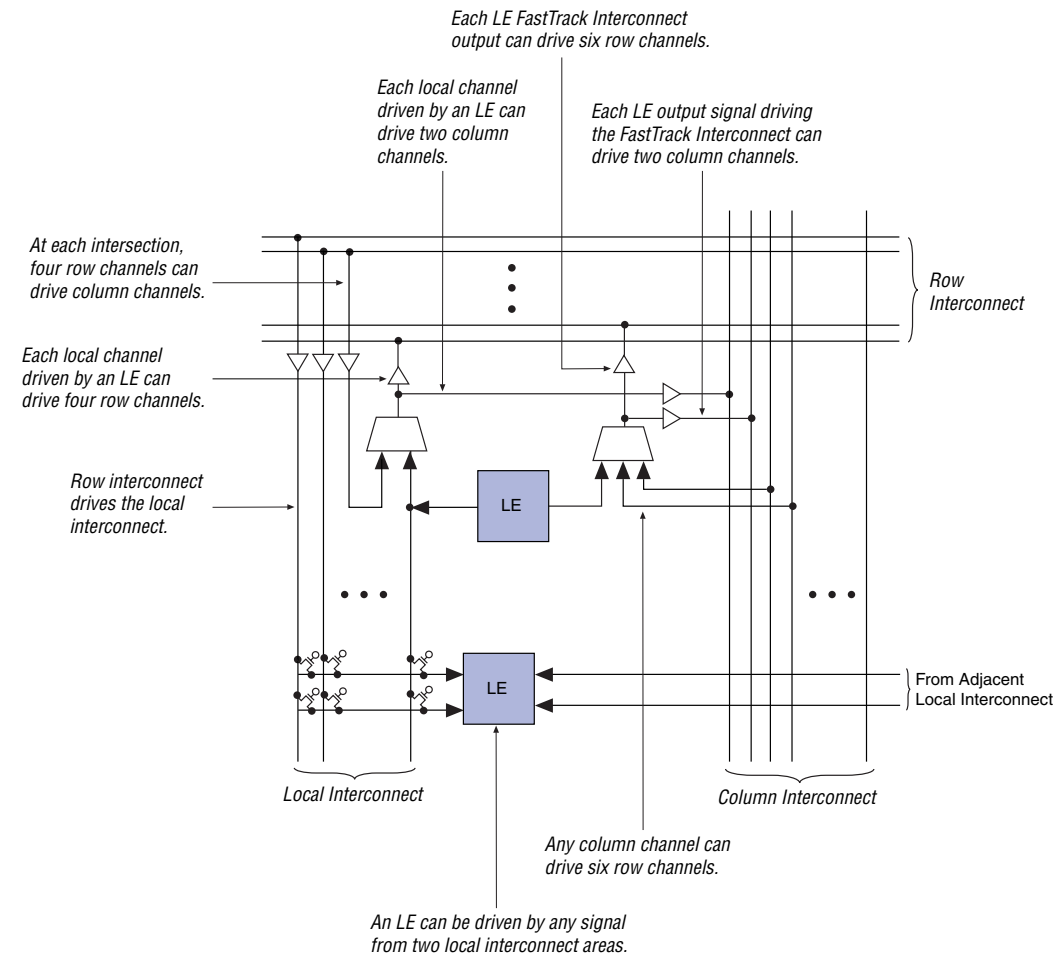 Each LE FastTrack Interconnect
output can drive six row channels.
Each local channel
driven by an LE can
drive two column
channels.
Each LE output signal driving
the FastTrack Interconnect can
drive two column channels.
At each intersection,
four row channels can
drive column channels.
Row
Interconnect
Each local channel
driven by an LE can
drive four row channels.
Row interconnect
drives the local
interconnect.
LE
LE
From Adjacent
Local Interconnect
Local Interconnect
Column Interconnect
Any column channel can
drive six row channels.
An LE can be driven by any signal
from two local interconnect areas.